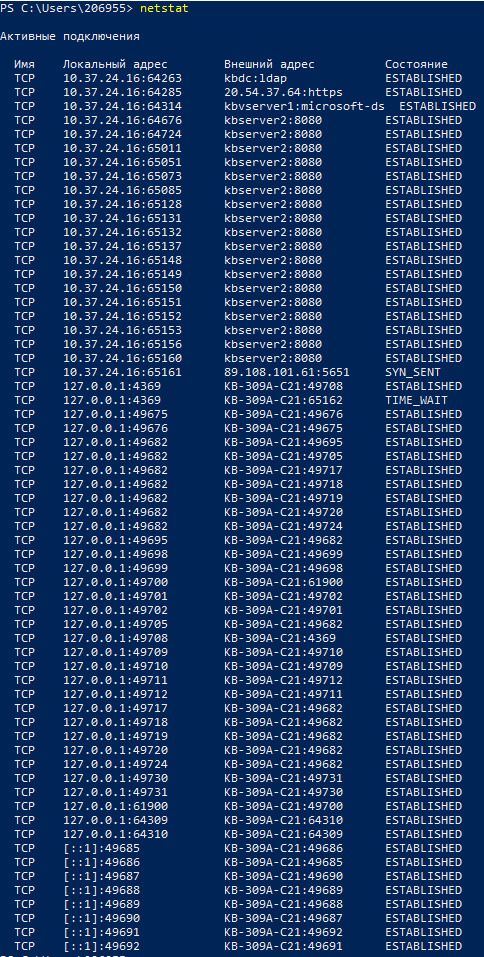 PS C:\Users\206955> netstat
Активные подключения
Имя Локальный адрес Внешний адрес Состояние
TCP 10.37.24.16:64263 kbdc:ldap ESTABLISHED
TCP 10.37.24.16:64285 20.54.37.64:https ESTABLISHED
TCP 10.37.24.16:64314 kbvserver1:microsoft-ds ESTABLISHED
TCP 10.37.24.16:64676 kbserver2:8080 ESTABLISHED
TCP 10.37.24.16:64724 kbserver2:8080 ESTABLISHED
TCP 10.37.24.16:65011 kbserver2:8080 ESTABLISHED
TCP 10.37.24.16:65051 kbserver2:8080 ESTABLISHED
TCP 10.37.24.16:65073 kbserver2:8080 ESTABLISHED
TCP 10.37.24.16:65085 kbserver2:8080 ESTABLISHED
TCP 10.37.24.16:65128 kbserver2:8080 ESTABLISHED
TCP 10.37.24.16:65131 kbserver2:8080 ESTABLISHED
TCP 10.37.24.16:65132 kbserver2:8080 ESTABLISHED
TCP 10.37.24.16:65137 kbserver2:8080 ESTABLISHED
TCP 10.37.24.16:65148 kbserver2:8080 ESTABLISHED
TCP 10.37.24.16:65149 kbserver2:8080 ESTABLISHED
TCP 10.37.24.16:65150 kbserver2:8080 ESTABLISHED
TCP 10.37.24.16:65151 kbserver2:8080 ESTABLISHED
TCP 10.37.24.16:65152 kbserver2:8080 ESTABLISHED
TCP 10.37.24.16:65153 kbserver2:8080 ESTABLISHED
TCP 10.37.24.16:65156 kbserver2:8080 ESTABLISHED
TCP 10.37.24.16:65160 kbserver2:8080 ESTABLISHED
TCP 10.37.24.16:65161 89.108.101.61:5651 SYN_SENT
TCP 127.0.0.1:4369 KB-309A-C21:49708 ESTABLISHED
TCP 127.0.0.1:4369 KB-309A-C21:65162 TIME_WAIT
TCP 127.0.0.1:49675 KB-309A-C21:49676 ESTABLISHED
TCP 127.0.0.1:49676 KB-309A-C21:49675 ESTABLISHED
TCP 127.0.0.1:49682 KB-309A-C21:49695 ESTABLISHED
TCP 127.0.0.1:49682 KB-309A-C21:49705 ESTABLISHED
TCP 127.0.0.1:49682 KB-309A-C21:49717 ESTABLISHED
TCP 127.0.0.1:49682 KB-309A-C21:49718 ESTABLISHED
TCP 127.0.0.1:49682 KB-309A-C21:49719 ESTABLISHED
TCP 127.0.0.1:49682 KB-309A-C21:49720 ESTABLISHED
TCP 127.0.0.1:49682 KB-309A-C21:49724 ESTABLISHED
TCP 127.0.0.1:49695 KB-309A-C21:49682 ESTABLISHED
TCP 127.0.0.1:49698 KB-309A-C21:49699 ESTABLISHED
TCP 127.0.0.1:49699 KB-309A-C21:49698 ESTABLISHED
TCP 127.0.0.1:49700 KB-309A-C21:61900 ESTABLISHED
TCP 127.0.0.1:49701 KB-309A-C21:49702 ESTABLISHED
TCP 127.0.0.1:49702 KB-309A-C21:49701 ESTABLISHED
TCP 127.0.0.1:49705 KB-309A-C21:49682 ESTABLISHED
TCP 127.0.0.1:49708 KB-309A-C21:4369 ESTABLISHED
TCP 127.0.0.1:49709 KB-309A-C21:49710 ESTABLISHED
TCP 127.0.0.1:49710 KB-309A-C21:49709 ESTABLISHED
TCP 127.0.0.1:49711 KB-309A-C21:49712 ESTABLISHED
TCP 127.0.0.1:49712 KB-309A-C21:49711 ESTABLISHED
TCP 127.0.0.1:49717 KB-309A-C21:49682 ESTABLISHED
TCP 127.0.0.1:49718 KB-309A-C21:49682 ESTABLISHED
TCP 127.0.0.1:49719 KB-309A-C21:49682 ESTABLISHED
TCP 127.0.0.1:49720 KB-309A-C21:49682 ESTABLISHED
TCP 127.0.0.1:49724 KB-309A-C21:49682 ESTABLISHED
TCP 127.0.0.1:49730 KB-309A-C21:49731 ESTABLISHED
TCP 127.0.0.1:49731 KB-309A-C21:49730 ESTABLISHED
TCP 127.0.0.1:61900 KB-309A-C21:49700 ESTABLISHED
TCP 127.0.0.1:64309 KB-309A-C21:64310 ESTABLISHED
TCP 127.0.0.1:64310 KB-309A-C21:64309 ESTABLISHED
TCP [::1]:49685 KB-309A-C21:49686 ESTABLISHED
TCP [::1]:49686 KB-309A-C21:49685 ESTABLISHED
TCP [::1]:49687 KB-309A-C21:49690 ESTABLISHED
TCP [::1]:49688 KB-309A-C21:49689 ESTABLISHED
TCP [::1]:49689 KB-309A-C21:49688 ESTABLISHED
TCP [::1]:49690 KB-309A-C21:49687 ESTABLISHED
TCP [::1]:49691 KB-309A-C21:49692 ESTABLISHED
TCP [::1]:49692 KB-309A-C21:49691 ESTABLISHED